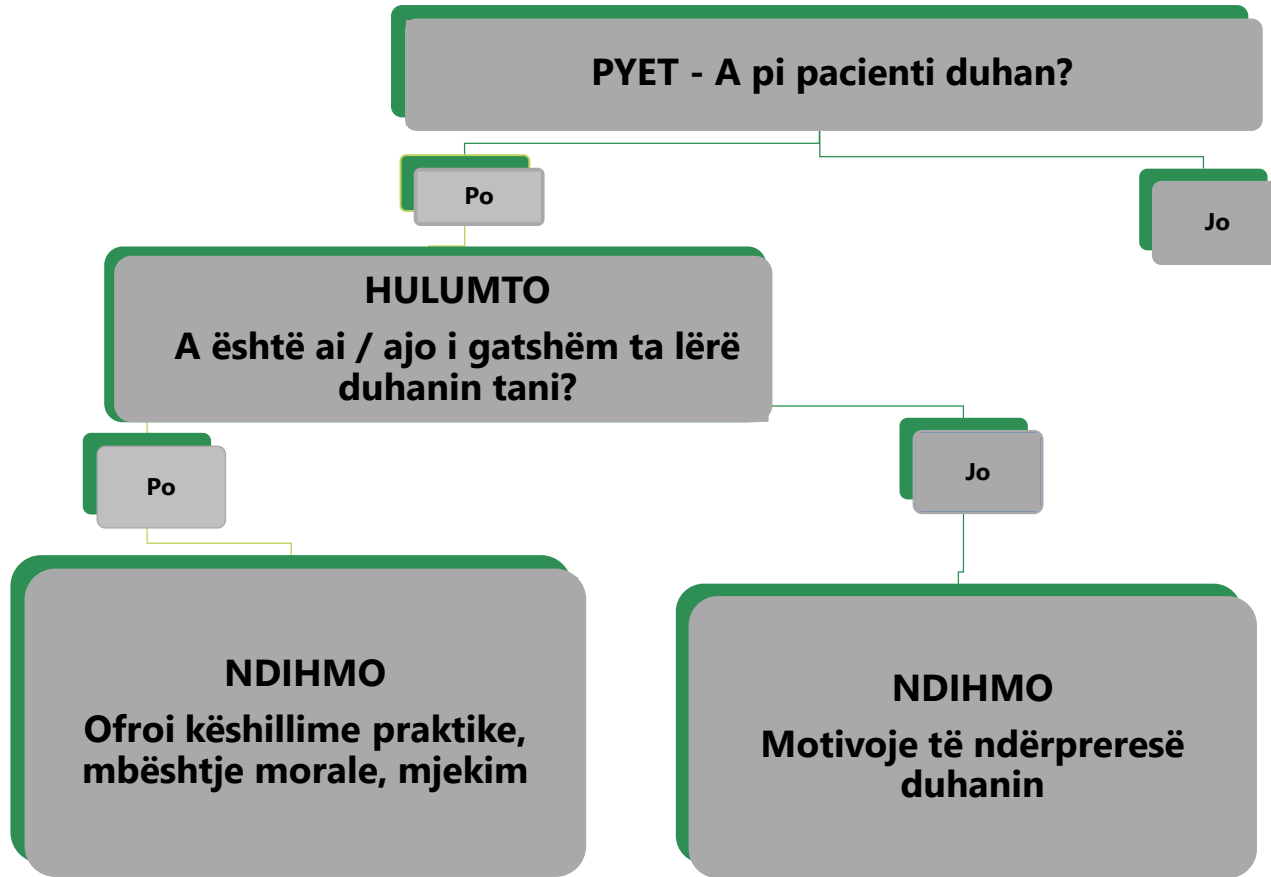 PYET - A pi pacienti duhan?
Po
Jo
HULUMTO
A është ai / ajo i gatshëm ta lërë
duhanin tani?
Po
Jo
NDIHMO
Ofroi këshillime praktike,
mbështje morale, mjekim
NDIHMO
Motivoje të ndërpreresë
duhanin